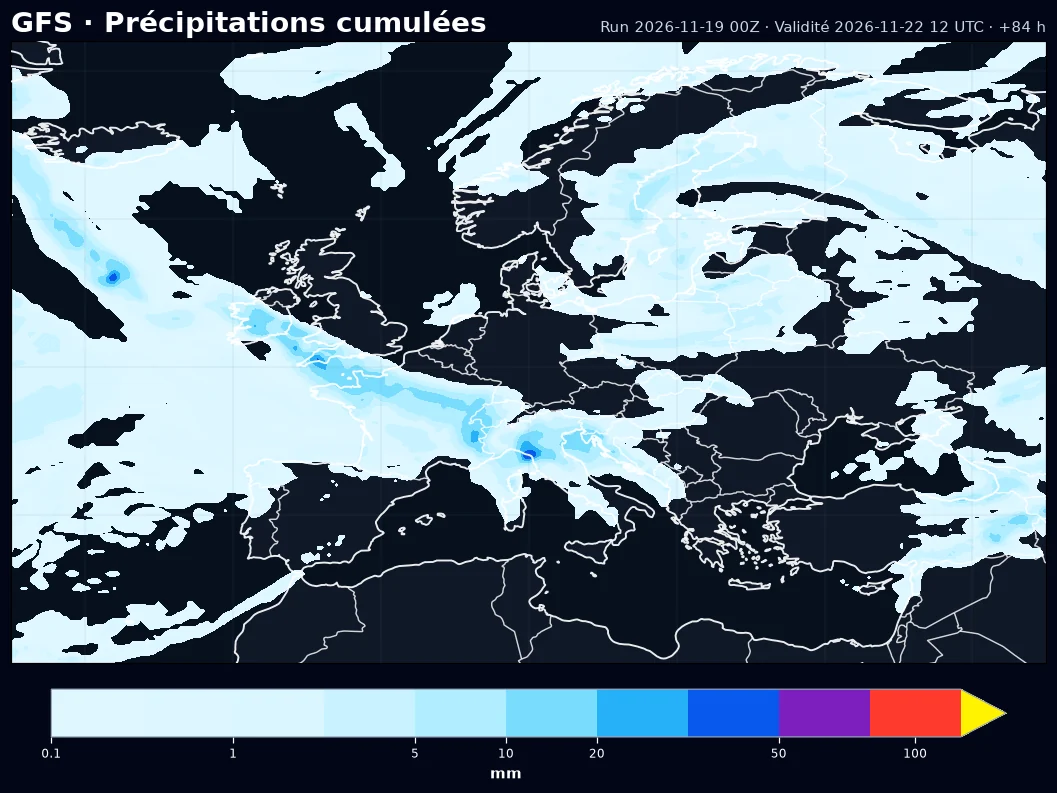 GFS · Précipitations cumulées
Run 2026-11-19 00Z · Validité 2026-11-22 12 UTC · +84 h
0.1 1 5 10 20 50 100
mm